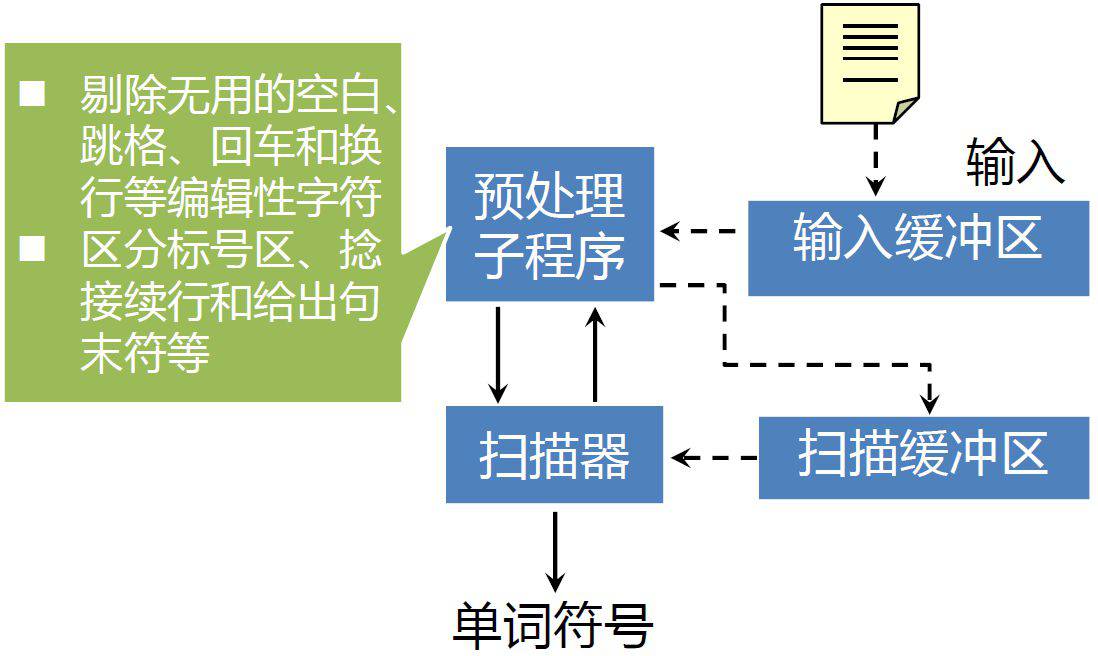 剔除无用的空白、
跳格、回车和换
行等编辑性字符
区分标号区、捻
接续行和给出句
末符等
预处理
子程序
输入
输入缓冲区
扫描器
扫描缓冲区
单词符号